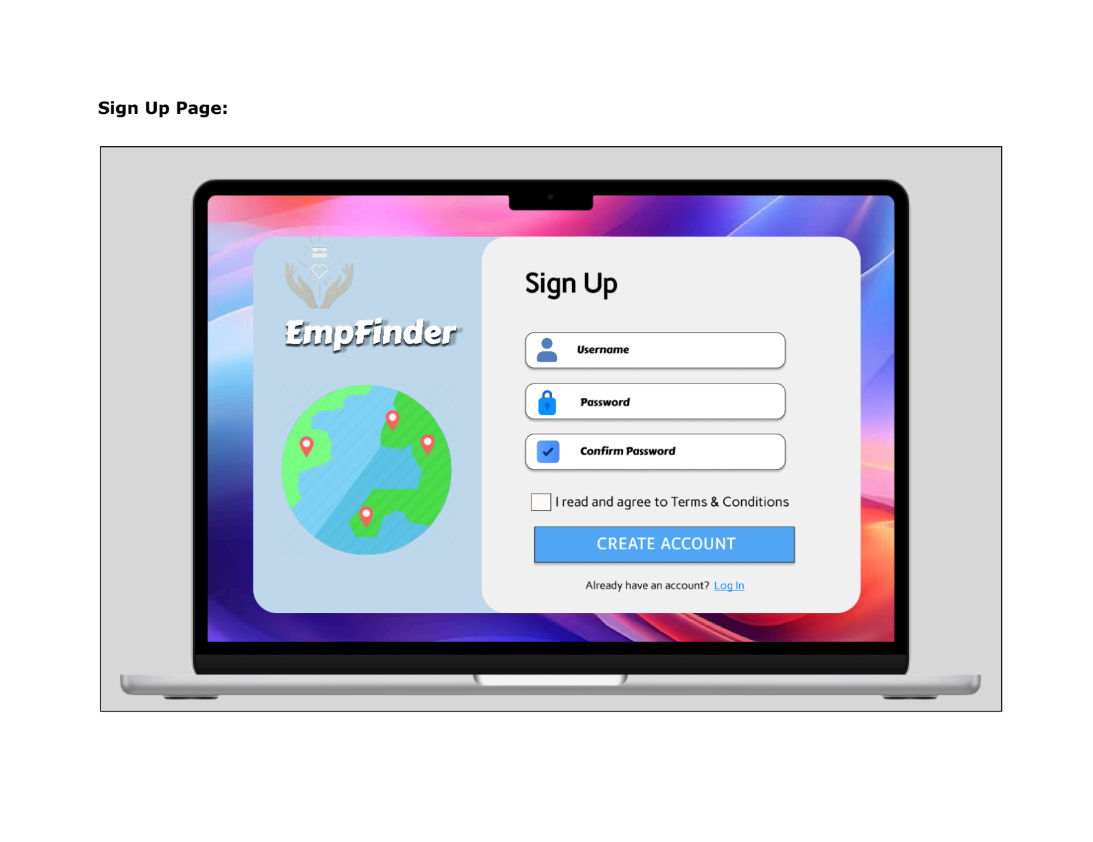 Sign Up Page:
EmpFinder
Sign Up
Username
Password
Confirm Password
I read and agree to Terms & Conditions
CREATE ACCOUNT
Already have an account? Log In